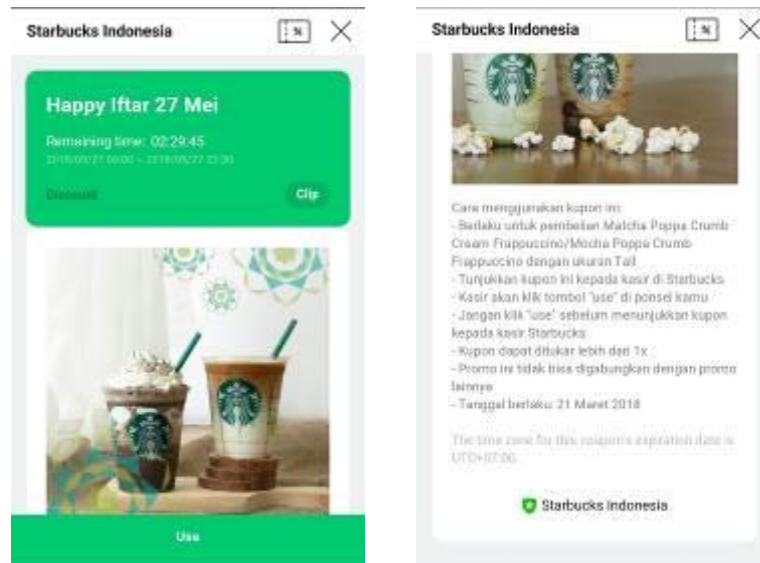 Starbucks Indonesia
Happy Iftar 27 Mei
Remaining time: 02:29:45
Discount
Clip
Use
Starbucks Indonesia
Cara menggunakan kupon ini:
- Berlaku untuk pembelian Matcha Poppa Crumb
Cream Frappuccino/Mocha Poppa Crumb
Frappuccino dengan ukuran Tall
- Tunjukkan kupon ini kepada kasir di Starbucks
- Kasir akan klik tombol "use" di ponsel kamu
- Jangan klik "use" sebelum menunjukkan kupon
kepada kasir Starbucks
- Kupon dapat ditukar lebih dari 1x
- Promo ini tidak bisa digabungkan dengan promo
lainnya
- Tanggal berlaku: 21 Maret 2018
The time zone for this coupon's expiration date is
UTC+07:00.
Starbucks Indonesia